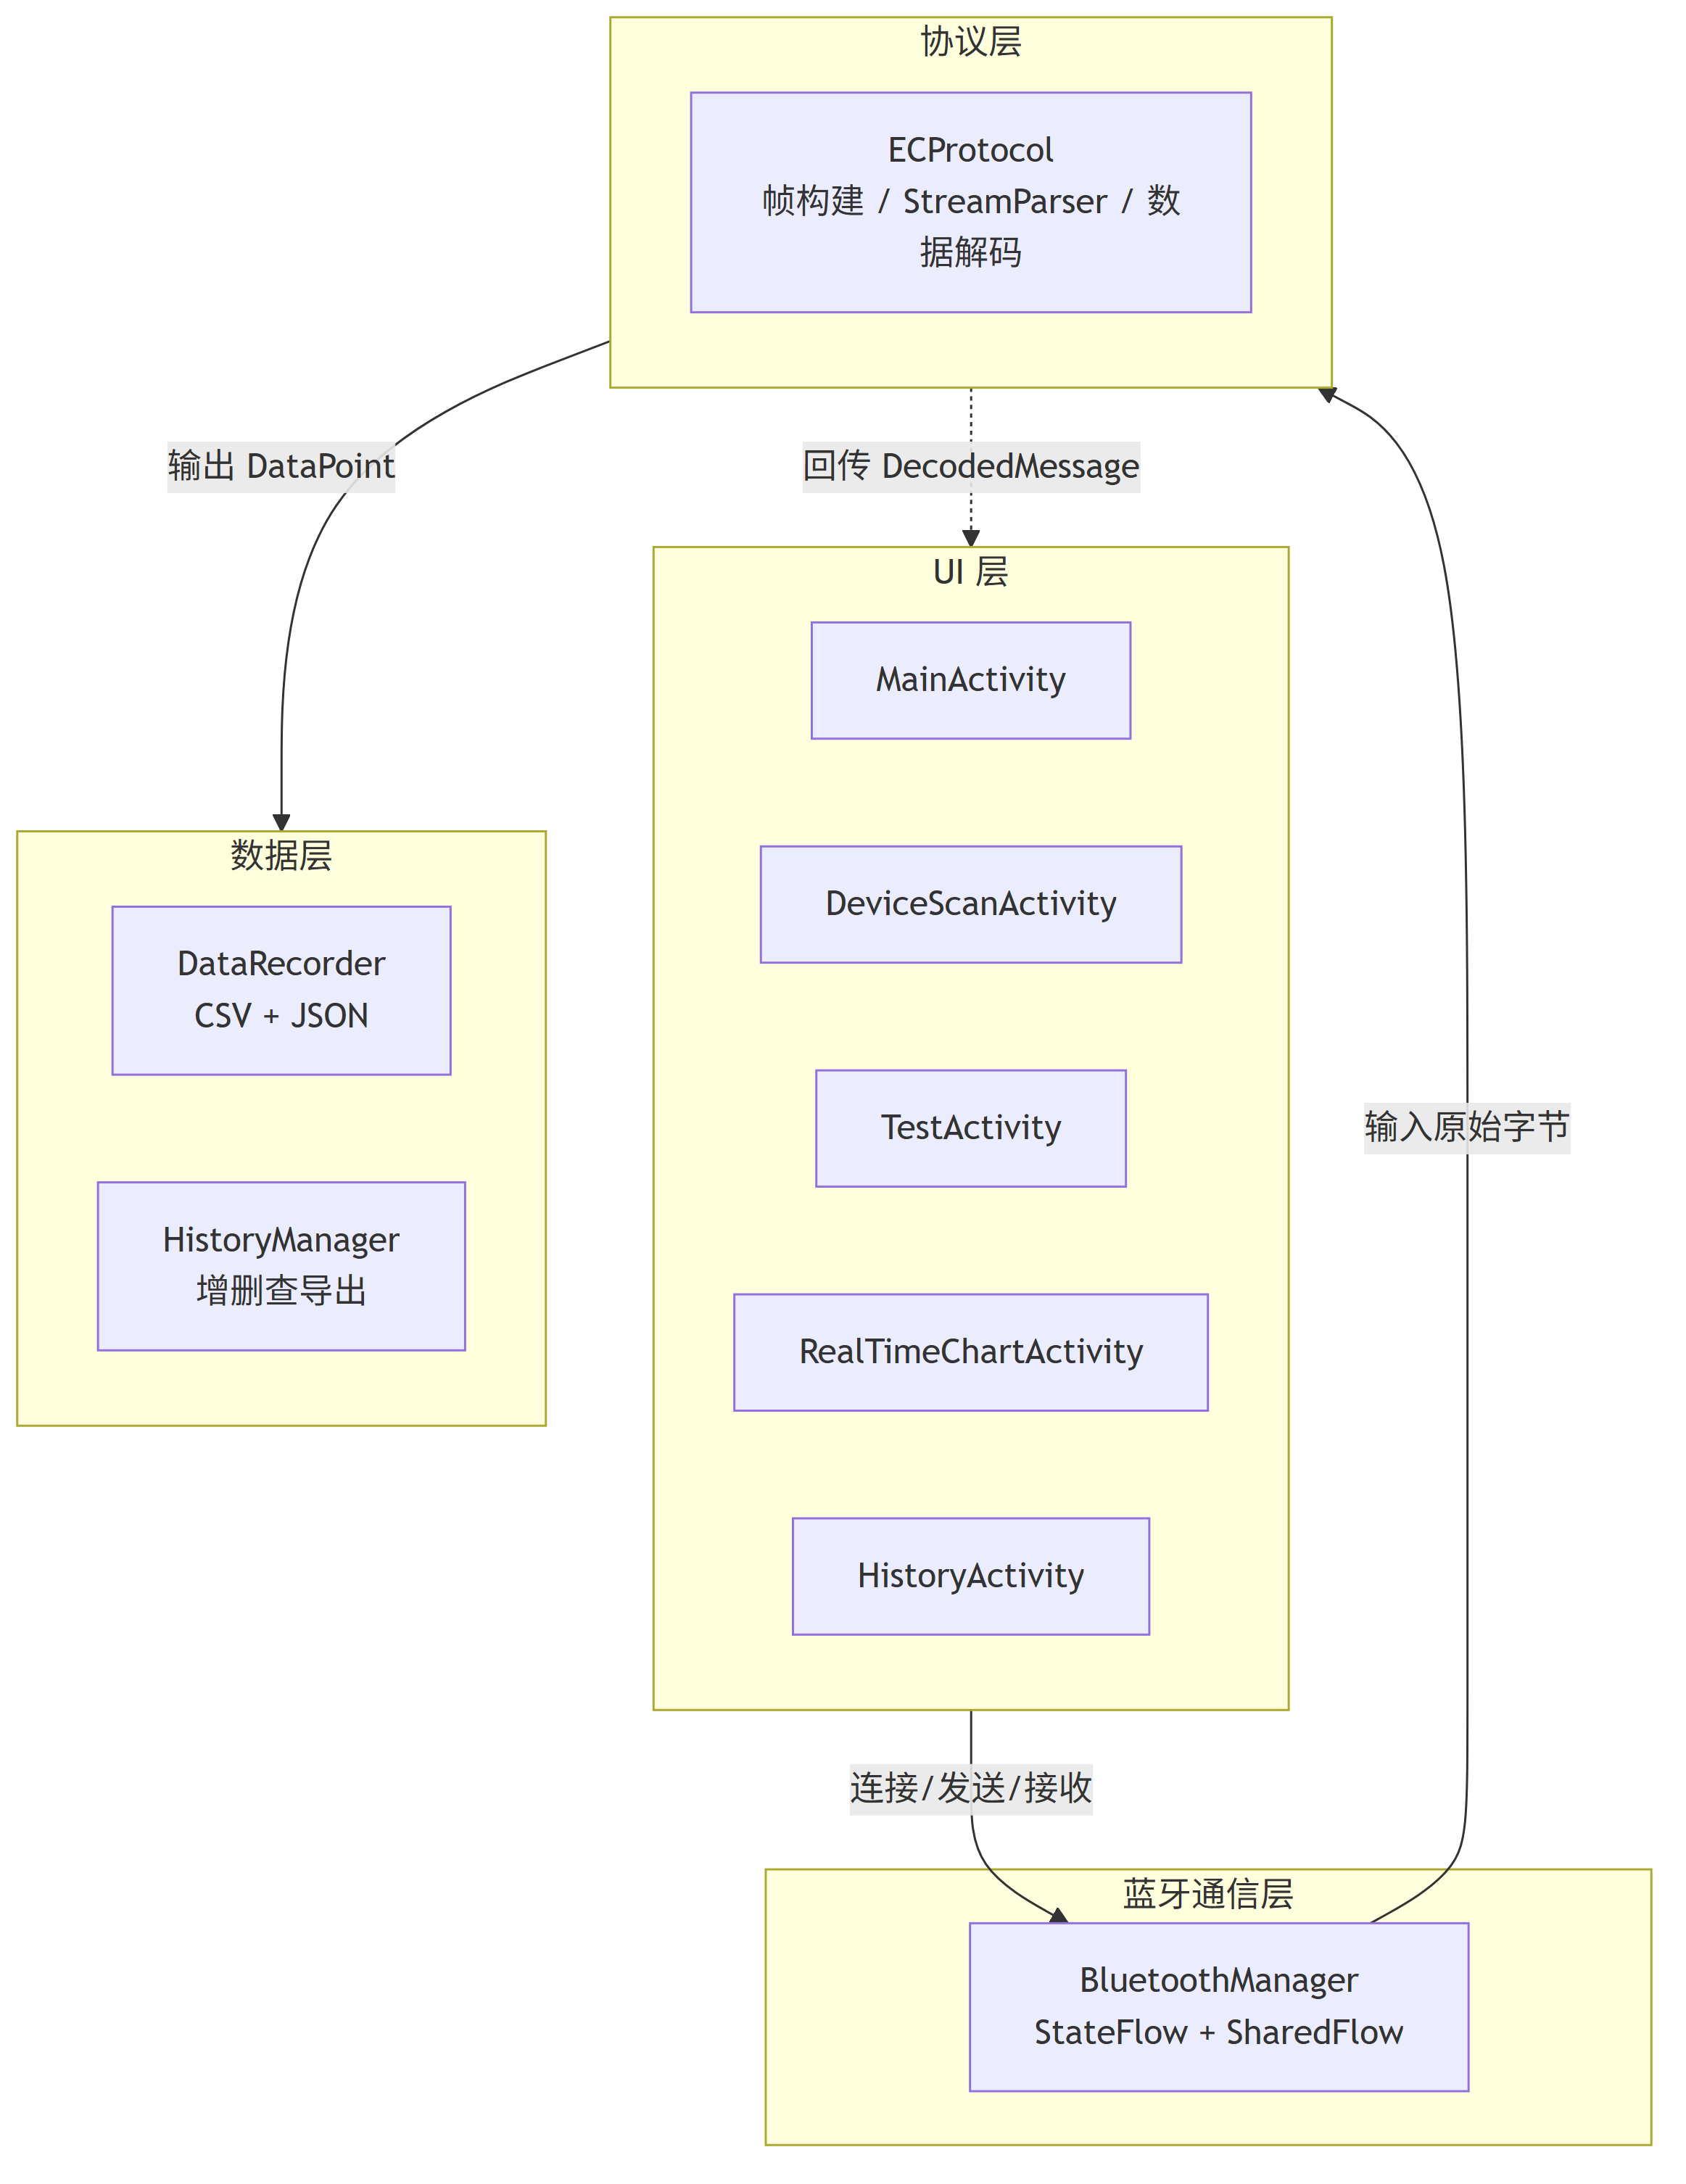 协议层
ECProtocol
帧构建 / StreamParser / 数
据解码
输出 DataPoint
回传 DecodedMessage
UI 层
MainActivity
DeviceScanActivity
TestActivity
RealTimeChartActivity
HistoryActivity
数据层
DataRecorder
CSV + JSON
HistoryManager
增删查导出
输入原始字节
连接/发送/接收
蓝牙通信层
BluetoothManager
StateFlow + SharedFlow